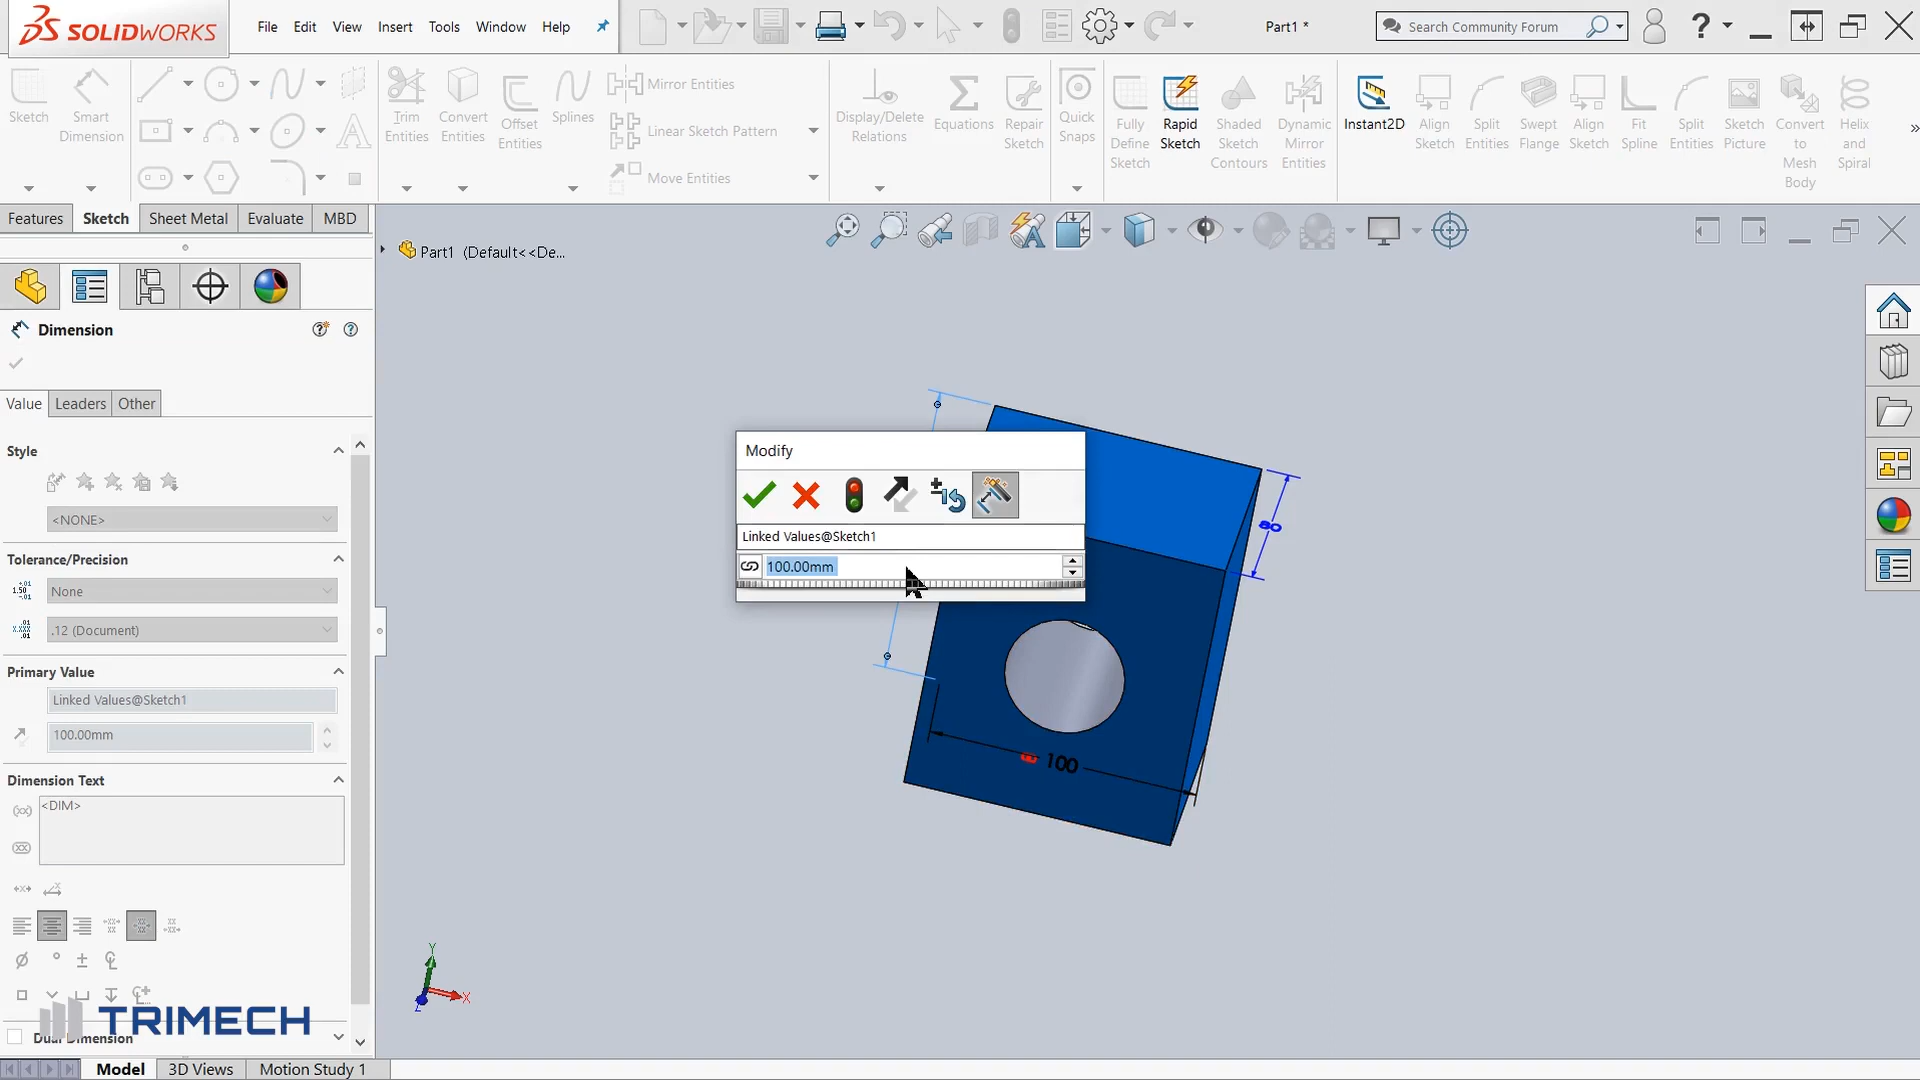 SOLIDWORKS
File Edit View Insert Tools Window Help
Part1 *
Search Community Forum
?
Sketch
Smart Dimension
Trim Entities
Convert Entities
Offset Entities
Splines
Mirror Entities
Linear Sketch Pattern
Move Entities
Display/Delete Relations
Equations
Repair Sketch
Quick Snaps
Fully Define Sketch
Rapid Sketch
Shaded Sketch Contours
Dynamic Mirror Entities
Instant2D
Align Sketch
Split Entities
Swept Flange
Align Sketch
Fit Spline
Split Entities
Sketch Picture
Convert to Mesh Body
Helix and Spiral
Features Sketch Sheet Metal Evaluate MBD
Part1 (Default<<De...
Dimension
Value Leaders Other
Style
<NONE>
Tolerance/Precision
None
.12 (Document)
Primary Value
Linked Values@Sketch1
100.00mm
Dimension Text
<DIM>
Dual Dimension
Modify
Linked Values@Sketch1
100.00mm
80
100
Y
X
Z
TRIMECH
Model 3D Views Motion Study 1